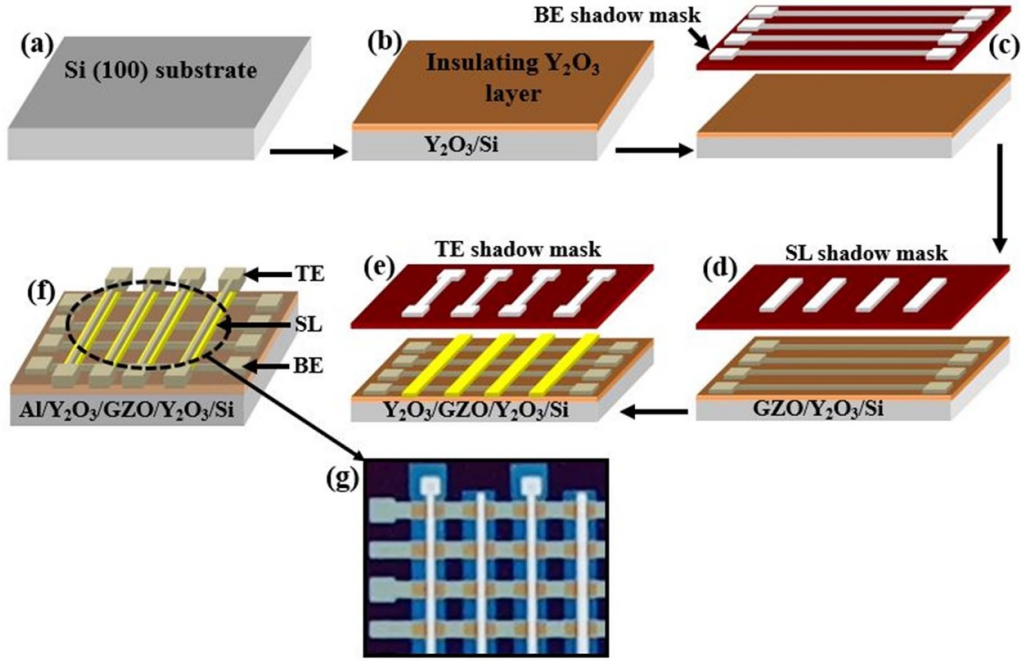 (a)
Si (100) substrate
(b)
Insulating Y₂O₃
layer
Y₂O₃/Si
BE shadow mask
(c)
(d)
SL shadow mask
GZO/Y₂O₃/Si
(e)
TE shadow mask
Y₂O₃/GZO/Y₂O₃/Si
(f)
TE
SL
BE
Al/Y₂O₃/GZO/Y₂O₃/Si
(g)